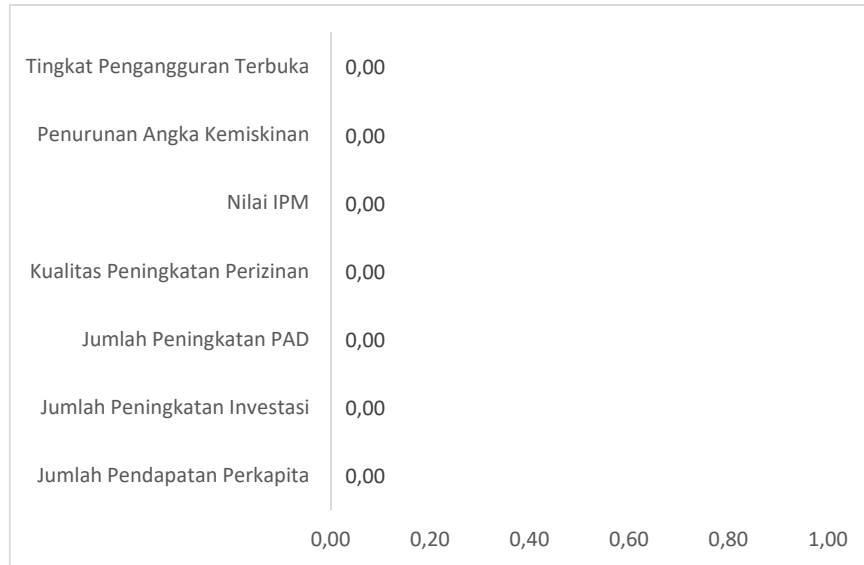 Tingkat Pengangguran Terbuka 0,00
Penurunan Angka Kemiskinan 0,00
Nilai IPM 0,00
Kualitas Peningkatan Perizinan 0,00
Jumlah Peningkatan PAD 0,00
Jumlah Peningkatan Investasi 0,00
Jumlah Pendapatan Perkapita 0,00
0,00 0,20 0,40 0,60 0,80 1,00